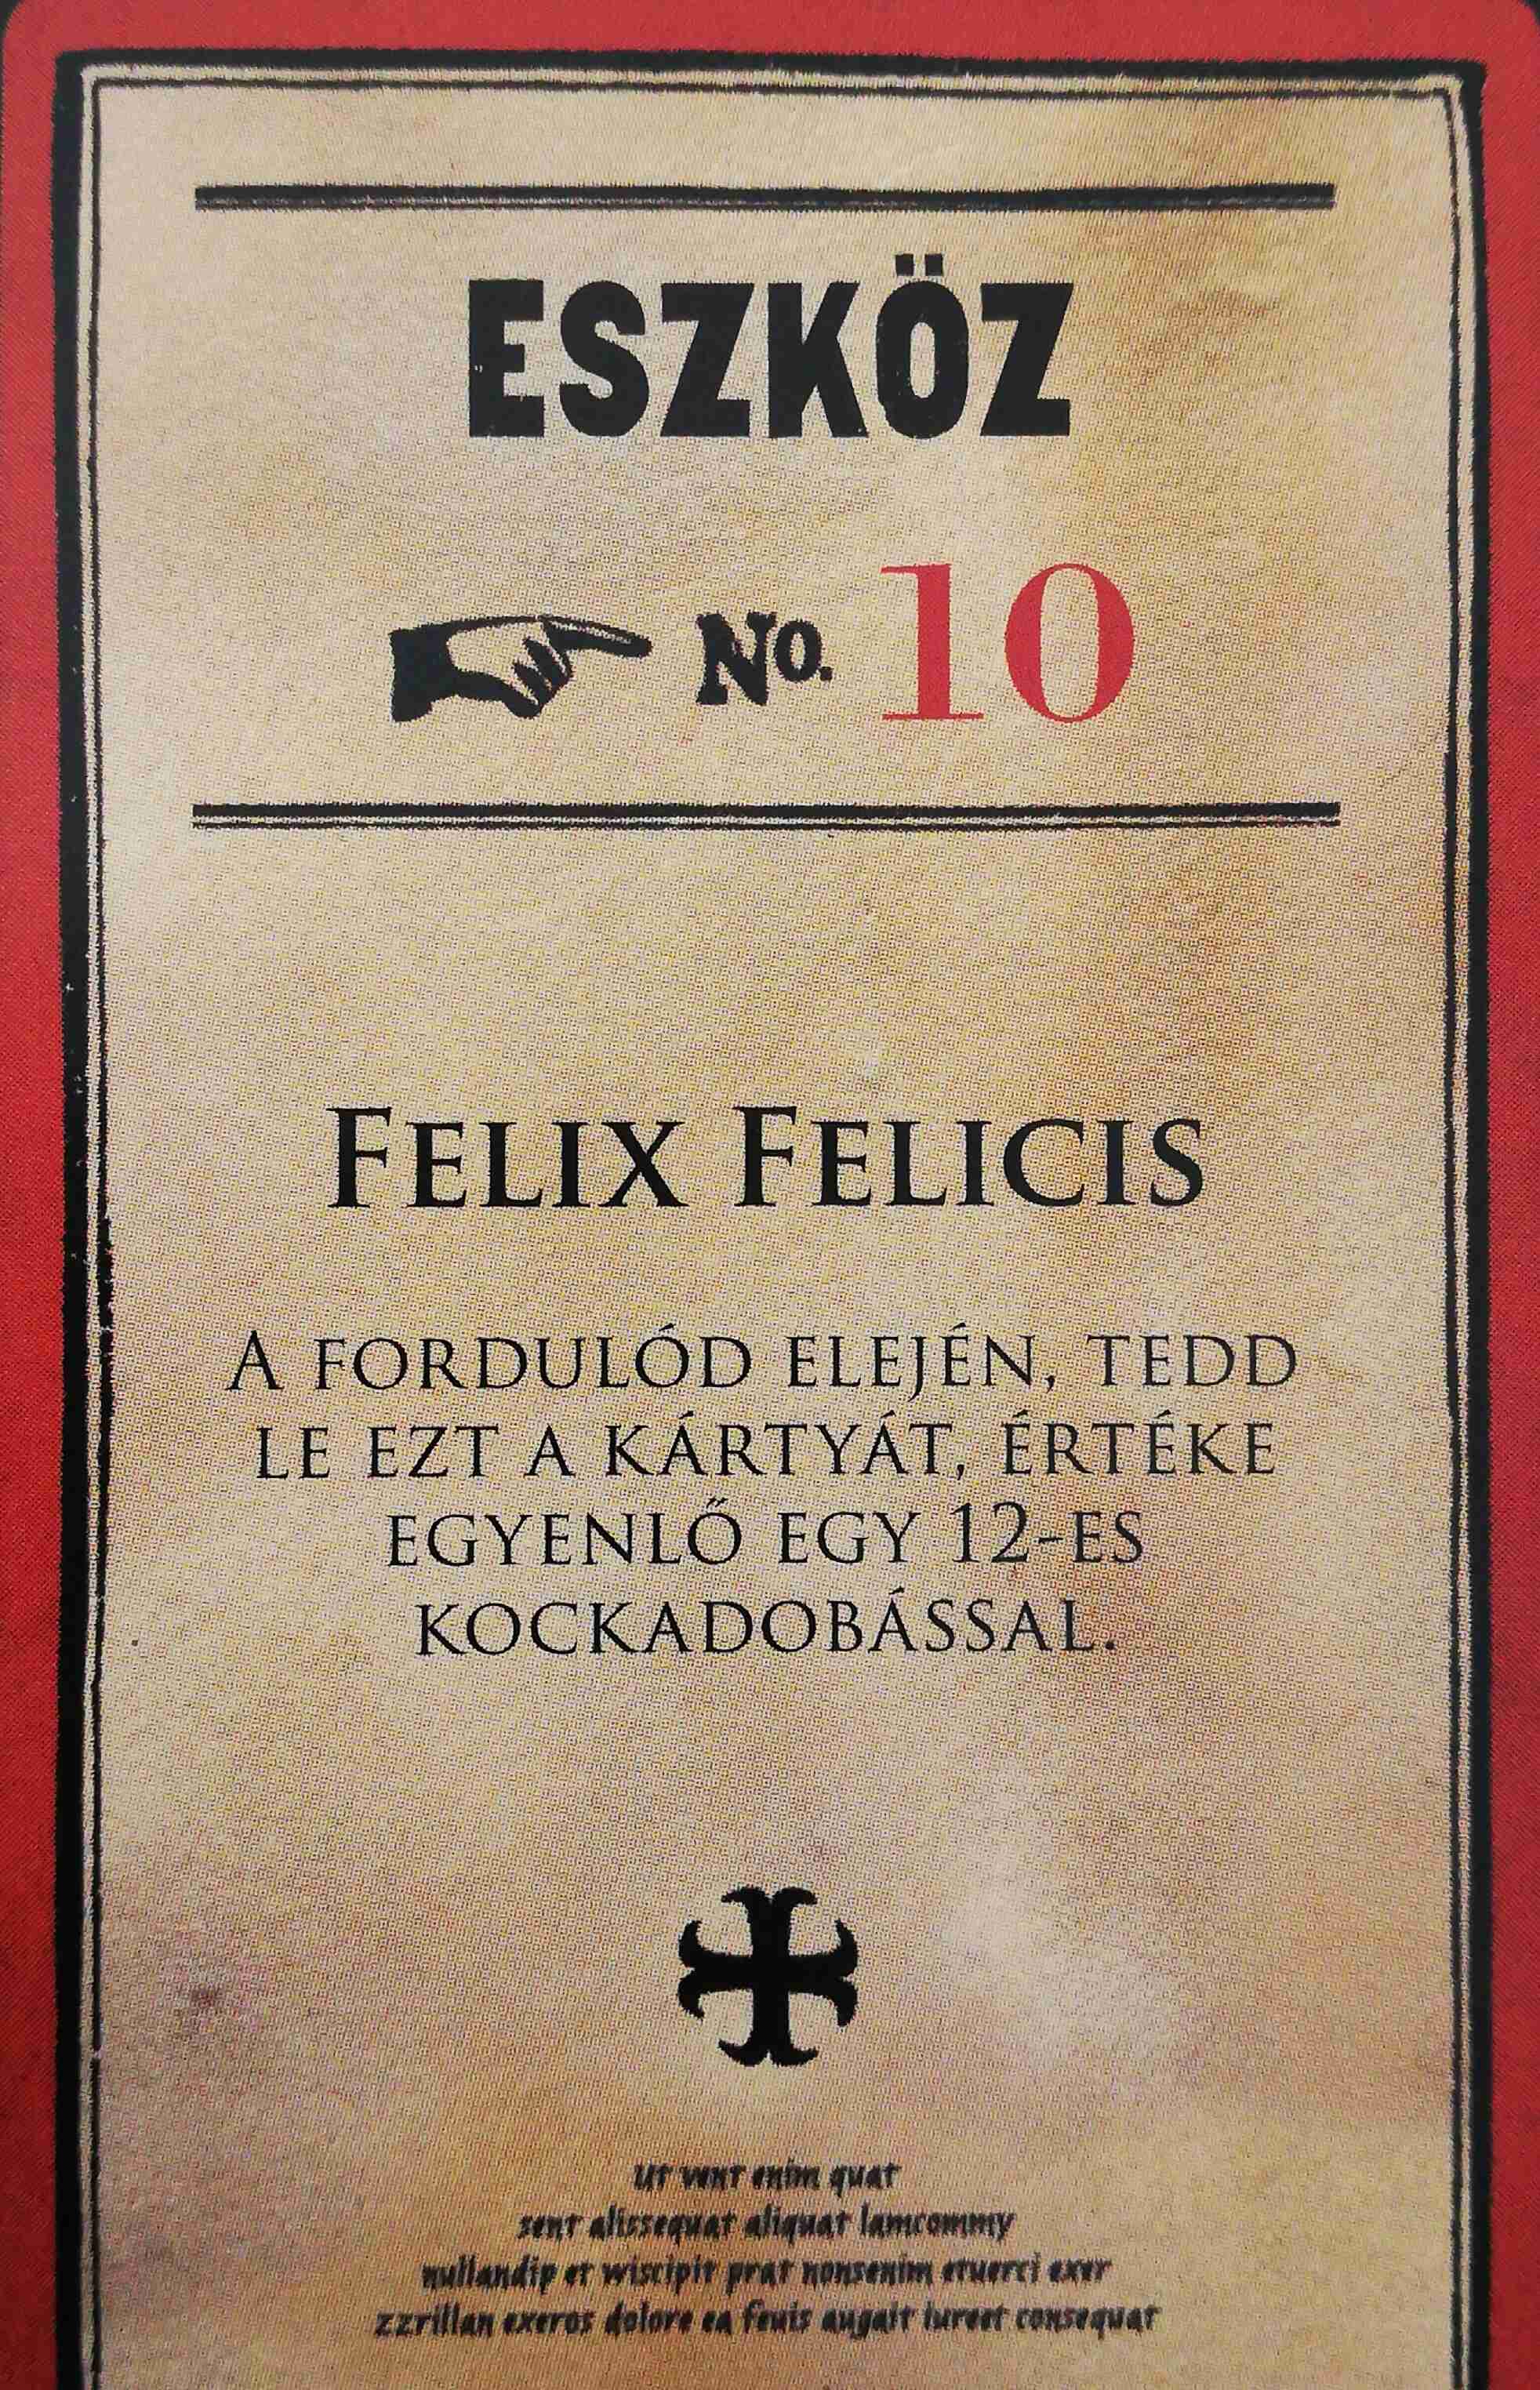 ESZKÖZ
No. 10
FELIX FELICIS
A FORDULÓD ELEJÉN, TEDD
LE EZT A KÁRTYÁT, ÉRTÉKE
EGYENLŐ EGY 12-ES
KOCKADOBÁSSAL.
ut vent enim quat
sent alissequat aliquat lamcommy
nullandip et wiscipit prat nonsenim etuerci exer
zzrillan exeros dolore ea feuis augait iureet consequat